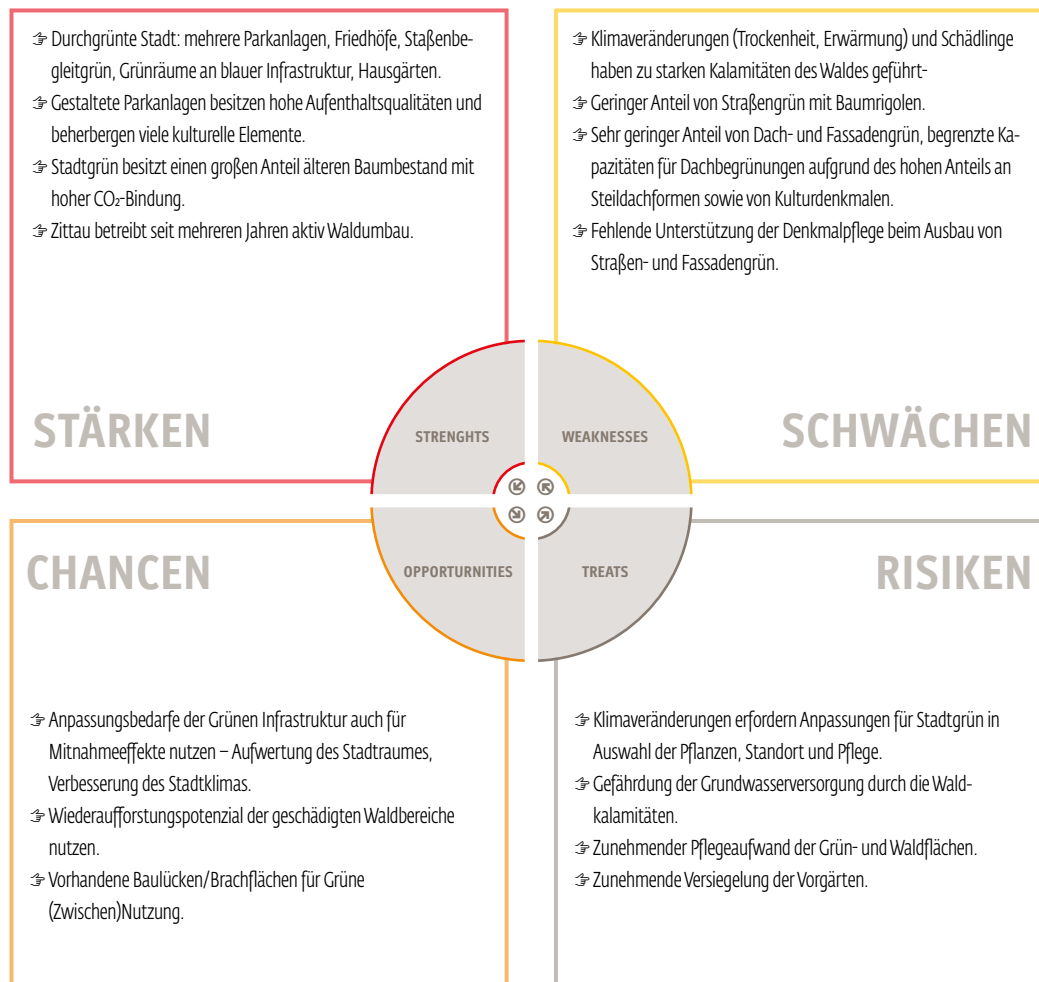 ☞ Durchgrünte Stadt: mehrere Parkanlagen, Friedhöfe, Staßenbe-
gleitgrün, Grünräume an blauer Infrastruktur, Hausgärten.
☞ Gestaltete Parkanlagen besitzen hohe Aufenthaltsqualitäten und
beherbergen viele kulturelle Elemente.
☞ Stadtgrün besitzt einen großen Anteil älteren Baumbestand mit
hoher CO₂-Bindung.
☞ Zittau betreibt seit mehreren Jahren aktiv Waldumbau.
STÄRKEN
STRENGHTS
☞ Klimaveränderungen (Trockenheit, Erwärmung) und Schädlinge
haben zu starken Kalamitäten des Waldes geführt-
☞ Geringer Anteil von Straßengrün mit Baumrigolen.
☞ Sehr geringer Anteil von Dach- und Fassadengrün, begrenzte Ka-
pazitäten für Dachbegrünungen aufgrund des hohen Anteils an
Steildachformen sowie von Kulturdenkmalen.
☞ Fehlende Unterstützung der Denkmalpflege beim Ausbau von
Straßen- und Fassadengrün.
WEAKNESSES
SCHWÄCHEN
CHANCEN
OPPORTURNITIES
☞ Anpassungsbedarfe der Grünen Infrastruktur auch für
Mitnahmeeffekte nutzen – Aufwertung des Stadtraumes,
Verbesserung des Stadtklimas.
☞ Wiederaufforstungspotenzial der geschädigten Waldbereiche
nutzen.
☞ Vorhandene Baulücken/Brachflächen für Grüne
(Zwischen)Nutzung.
TREATS
RISIKEN
☞ Klimaveränderungen erfordern Anpassungen für Stadtgrün in
Auswahl der Pflanzen, Standort und Pflege.
☞ Gefährdung der Grundwasserversorgung durch die Wald-
kalamitäten.
☞ Zunehmender Pflegeaufwand der Grün- und Waldflächen.
☞ Zunehmende Versiegelung der Vorgärten.